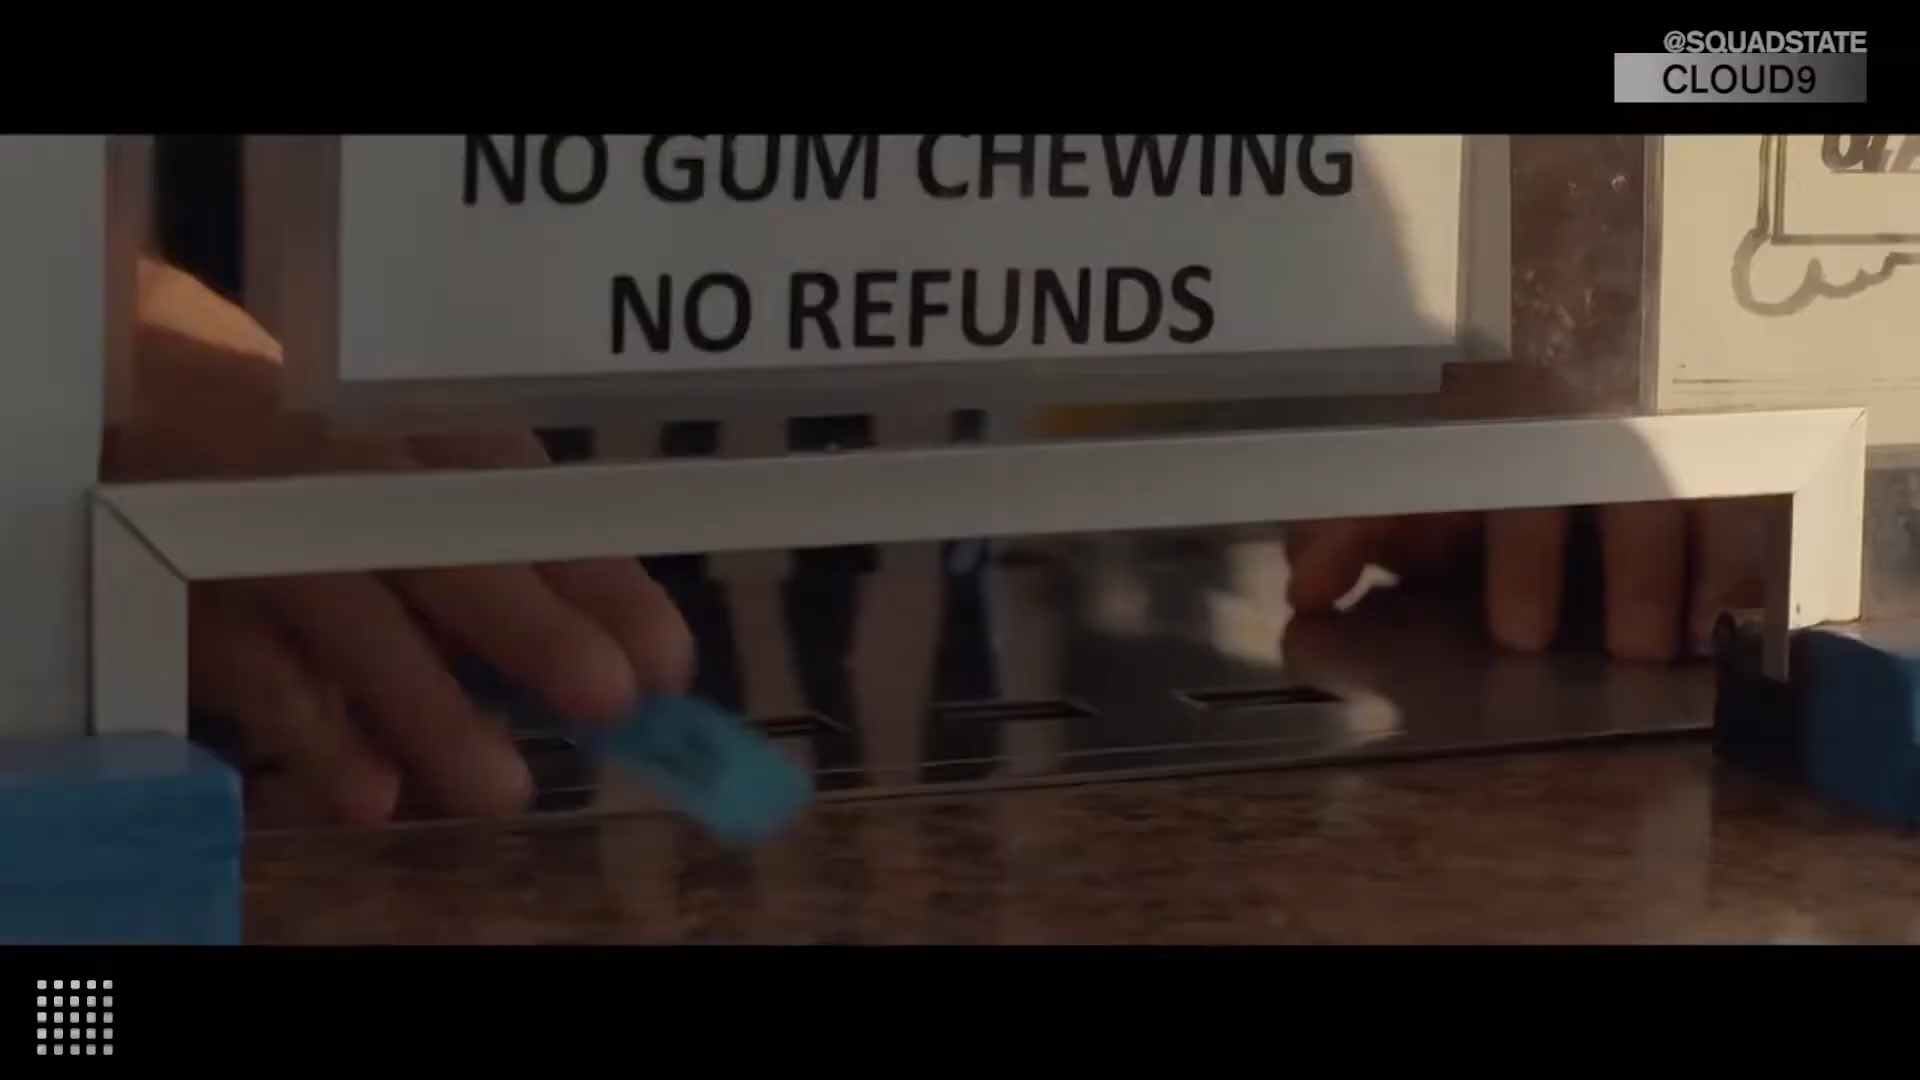 @SQUADSTATE
CLOUD9
NO GUM CHEWING
NO REFUNDS